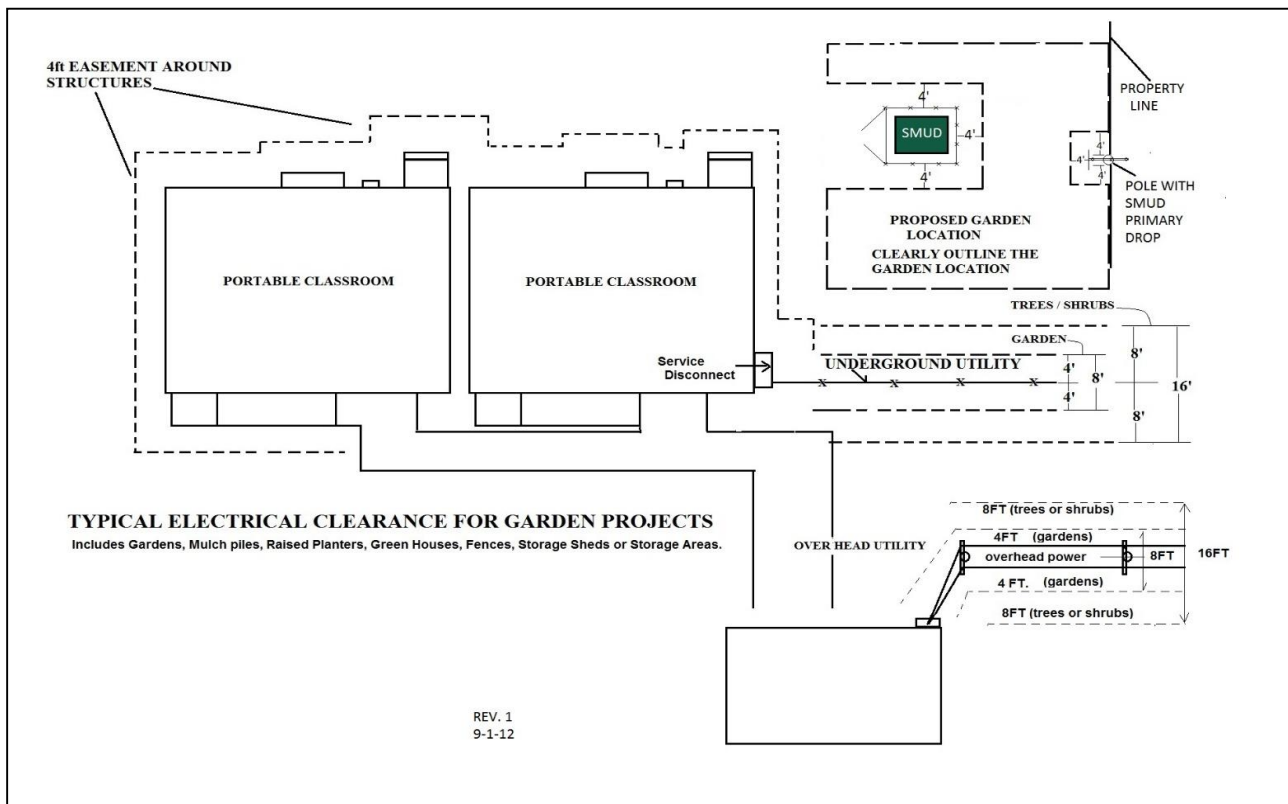 4ft EASEMENT AROUND
STRUCTURES
PROPERTY
LINE
4'
SMUD
4'
4'
4'
4'
4'
POLE WITH
SMUD
PRIMARY
DROP
PROPOSED GARDEN
LOCATION
CLEARLY OUTLINE THE
GARDEN LOCATION
PORTABLE CLASSROOM
PORTABLE CLASSROOM
TREES / SHRUBS
GARDEN
Service
Disconnect
UNDERGROUND UTILITY
4'
4'
8'
8'
8'
16'
TYPICAL ELECTRICAL CLEARANCE FOR GARDEN PROJECTS
Includes Gardens, Mulch piles, Raised Planters, Green Houses, Fences, Storage Sheds or Storage Areas.
OVER HEAD UTILITY
8FT (trees or shrubs)
4FT (gardens)
overhead power
8FT
16FT
4 FT. (gardens)
8FT (trees or shrubs)
REV. 1
9-1-12